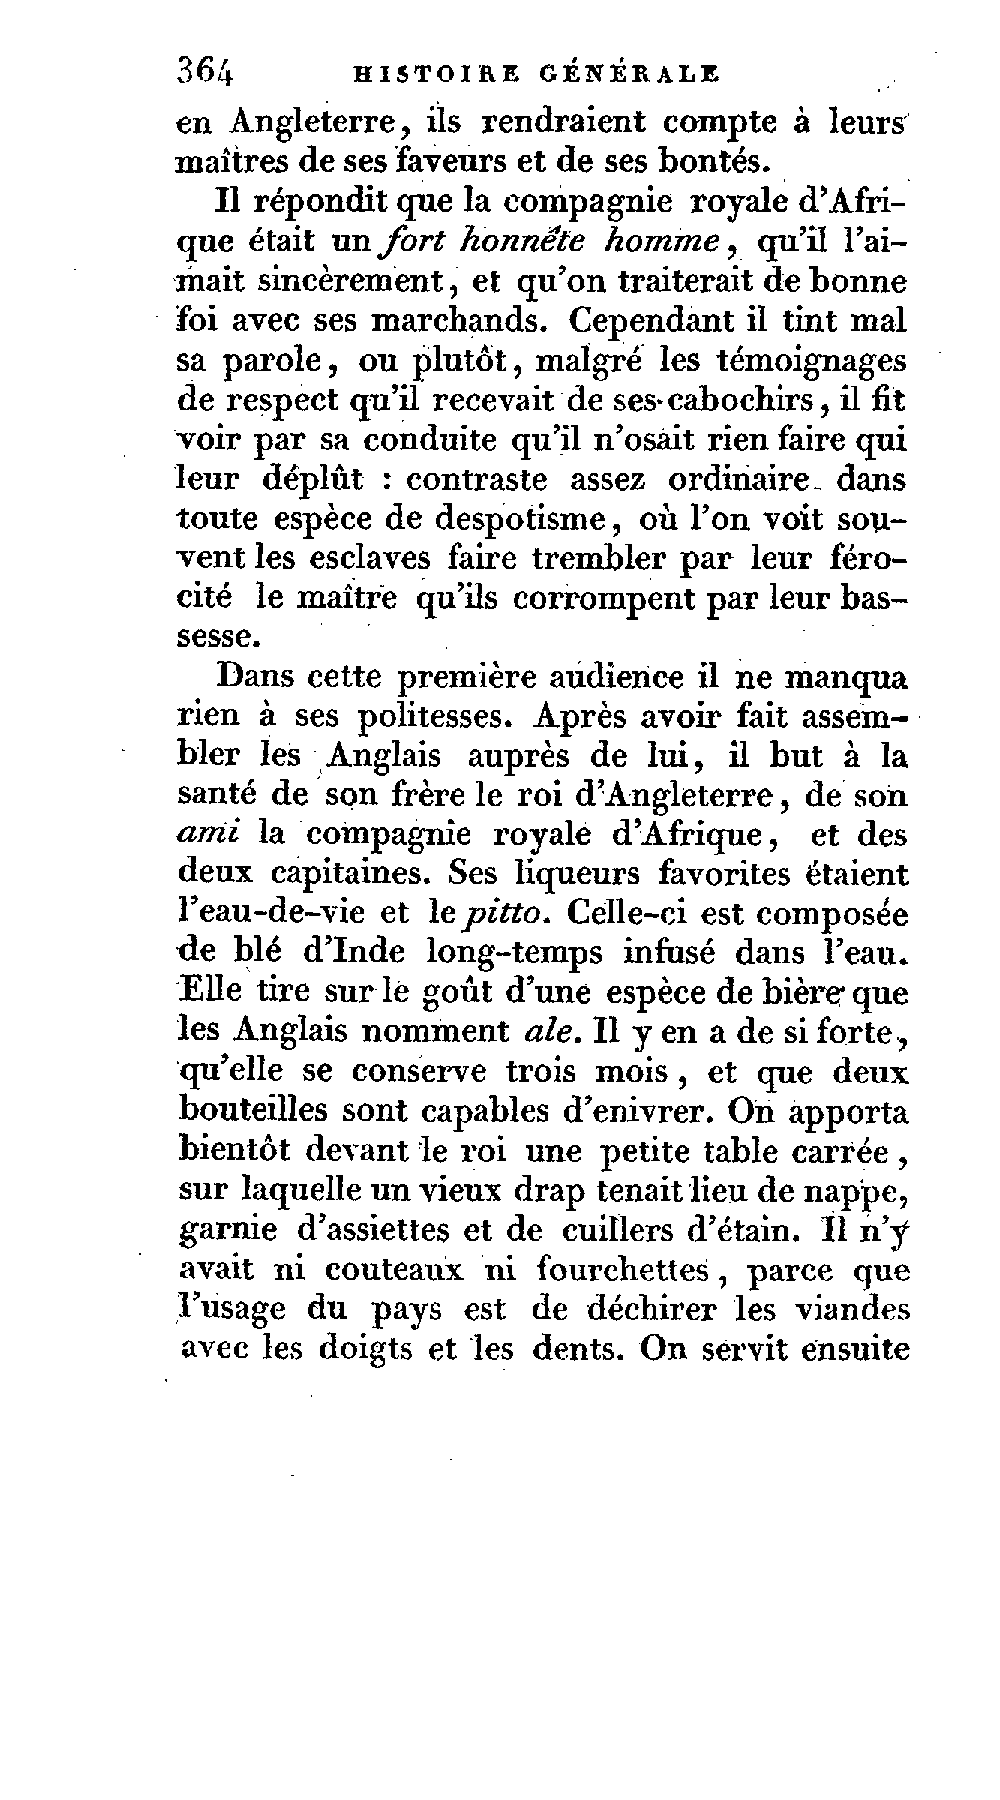 364 HISTOIRE GÉNÉRALE
en Angleterre, ils rendraient compte à leurs
maîtres de ses faveurs et de ses bontés.
Il répondit que la compagnie royale d'Afri-
que était un fort honnête homme, qu'il l'ai-
mait sincèrement, et qu'on traiterait de bonne
foi avec ses marchands. Cependant il tint mal
sa parole, ou plutôt, malgré les témoignages
de respect qu'il recevait de ses cabochirs, il fit
voir par sa conduite qu'il n'osait rien faire qui
leur déplût : contraste assez ordinaire dans
toute espèce de despotisme, où l'on voit sou-
vent les esclaves faire trembler par leur féro-
cité le maître qu'ils corrompent par leur bas-
sesse.
Dans cette première audience il ne manqua
rien à ses politesses. Après avoir fait assem-
bler les Anglais auprès de lui, il but à la
santé de son frère le roi d'Angleterre, de son
ami la compagnie royale d'Afrique, et des
deux capitaines. Ses liqueurs favorites étaient
l'eau-de-vie et le pitto. Celle-ci est composée
de blé d'Inde long-temps infusé dans l'eau.
Elle tire sur le goût d'une espèce de bière que
les Anglais nomment ale. Il y en a de si forte,
qu'elle se conserve trois mois, et que deux
bouteilles sont capables d'enivrer. On apporta
bientôt devant le roi une petite table carrée,
sur laquelle un vieux drap tenait lieu de nappe,
garnie d'assiettes et de cuillers d'étain. Il n'y
avait ni couteaux ni fourchettes, parce que
l'usage du pays est de déchirer les viandes
avec les doigts et les dents. On servit ensuite